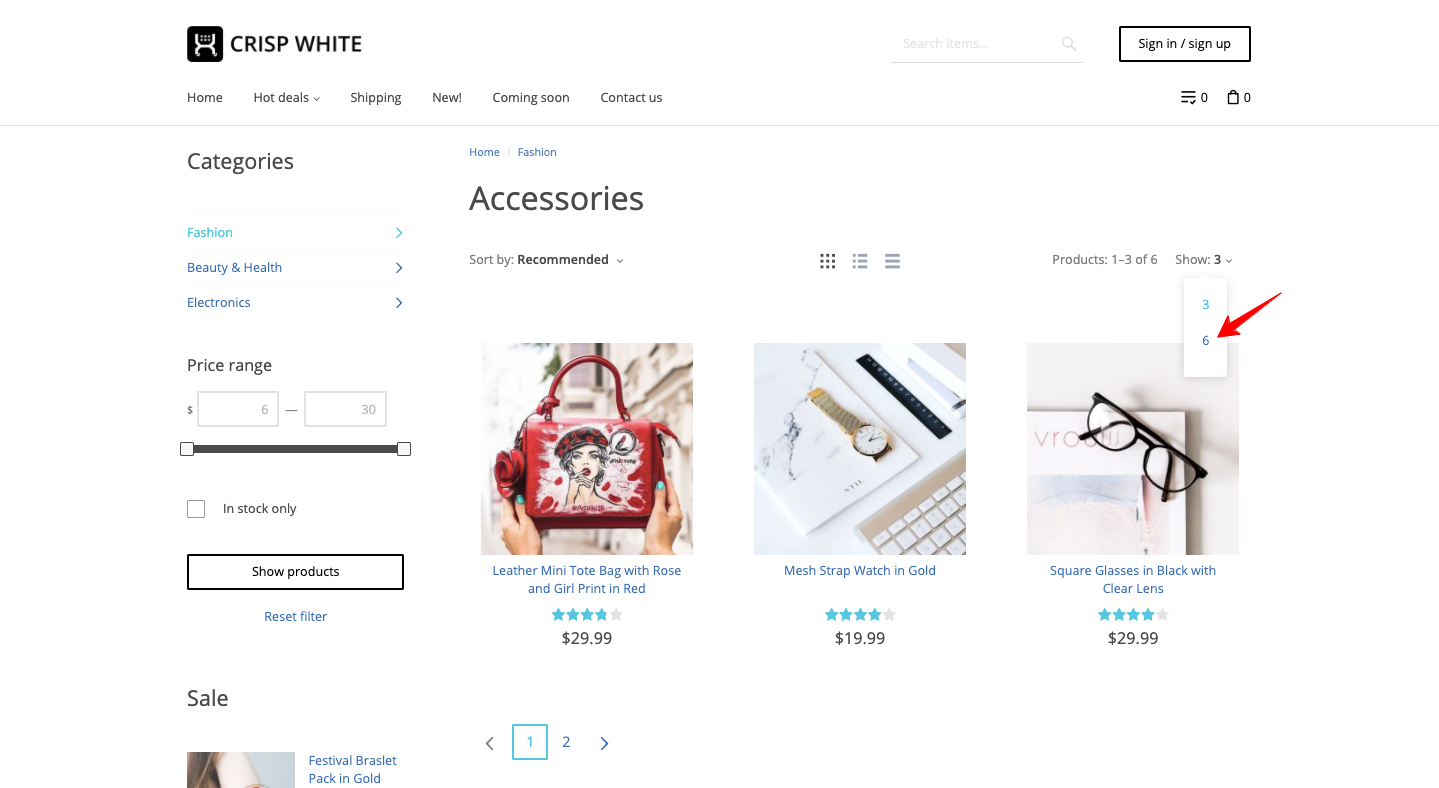 CRISP WHITE
Search items...
Sign in / sign up
Home
Hot deals
Shipping
New!
Coming soon
Contact us
0
0
Categories
Fashion
Beauty & Health
Electronics
Price range
$
6
—
30
In stock only
Show products
Reset filter
Sale
Festival Braslet
Pack in Gold
Home
Fashion
Accessories
Sort by: Recommended
Products: 1–3 of 6
Show: 3
3
6
Leather Mini Tote Bag with Rose
and Girl Print in Red
$29.99
Mesh Strap Watch in Gold
$19.99
Square Glasses in Black with
Clear Lens
$29.99
1
2